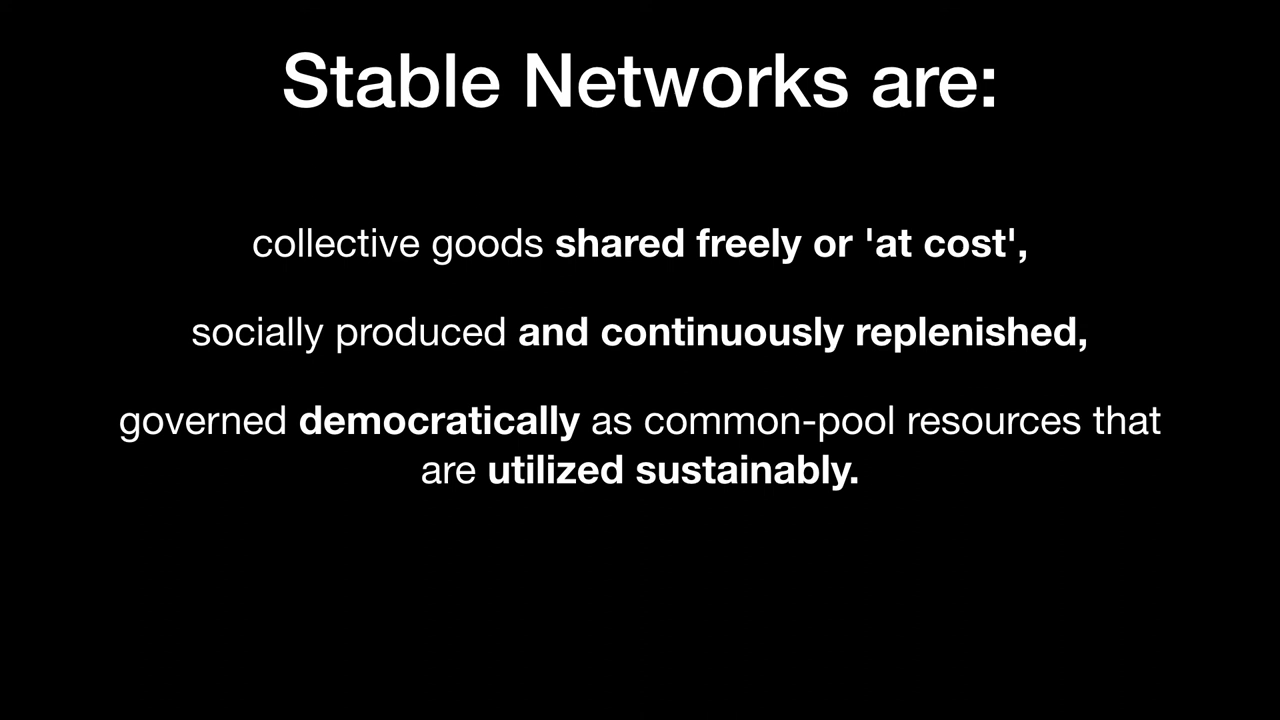 Stable Networks are:
collective goods shared freely or 'at cost',
socially produced and continuously replenished,
governed democratically as common-pool resources that
are utilized sustainably.